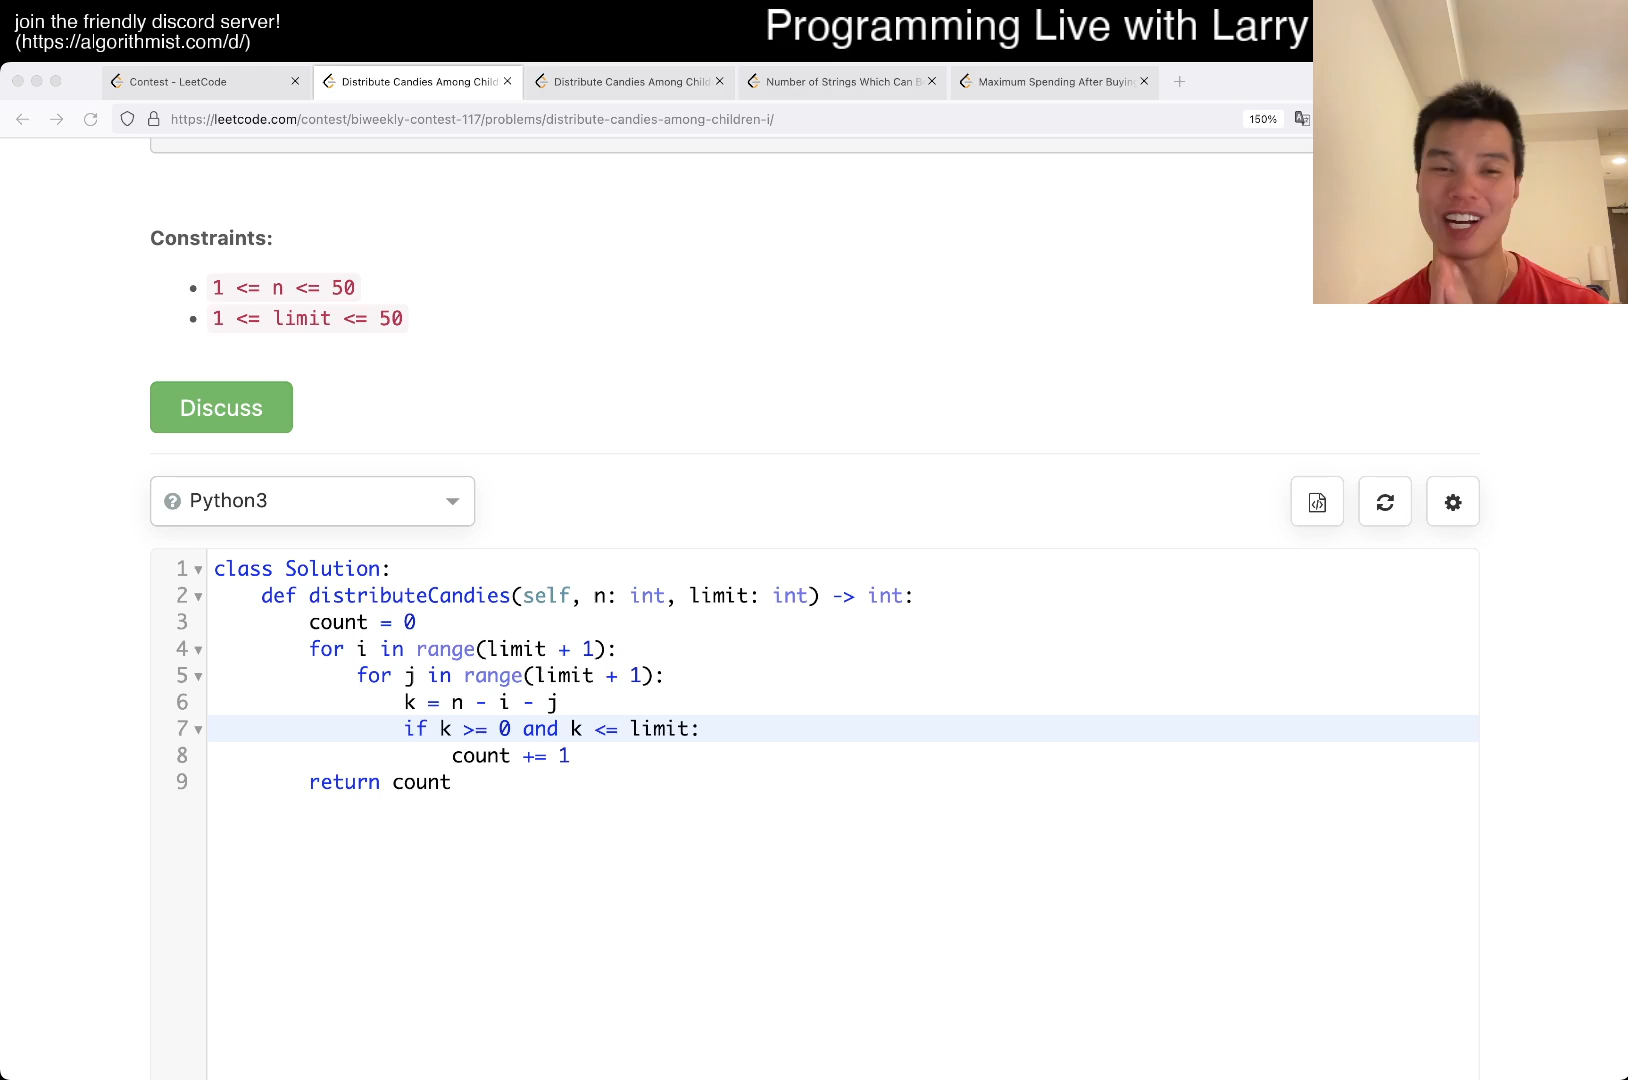 join the friendly discord server!
(https://algorithmist.com/d/)
Programming Live with Larry
Contest - LeetCode
Distribute Candies Among Child
Distribute Candies Among Child
Number of Strings Which Can B
Maximum Spending After Buyin
https://leetcode.com/contest/biweekly-contest-117/problems/distribute-candies-among-children-i/
150%
Constraints:
1 <= n <= 50
1 <= limit <= 50
Discuss
Python3
1 class Solution:
2 def distributeCandies(self, n: int, limit: int) -> int:
3 count = 0
4 for i in range(limit + 1):
5 for j in range(limit + 1):
6 k = n - i - j
7 if k >= 0 and k <= limit:
8 count += 1
9 return count